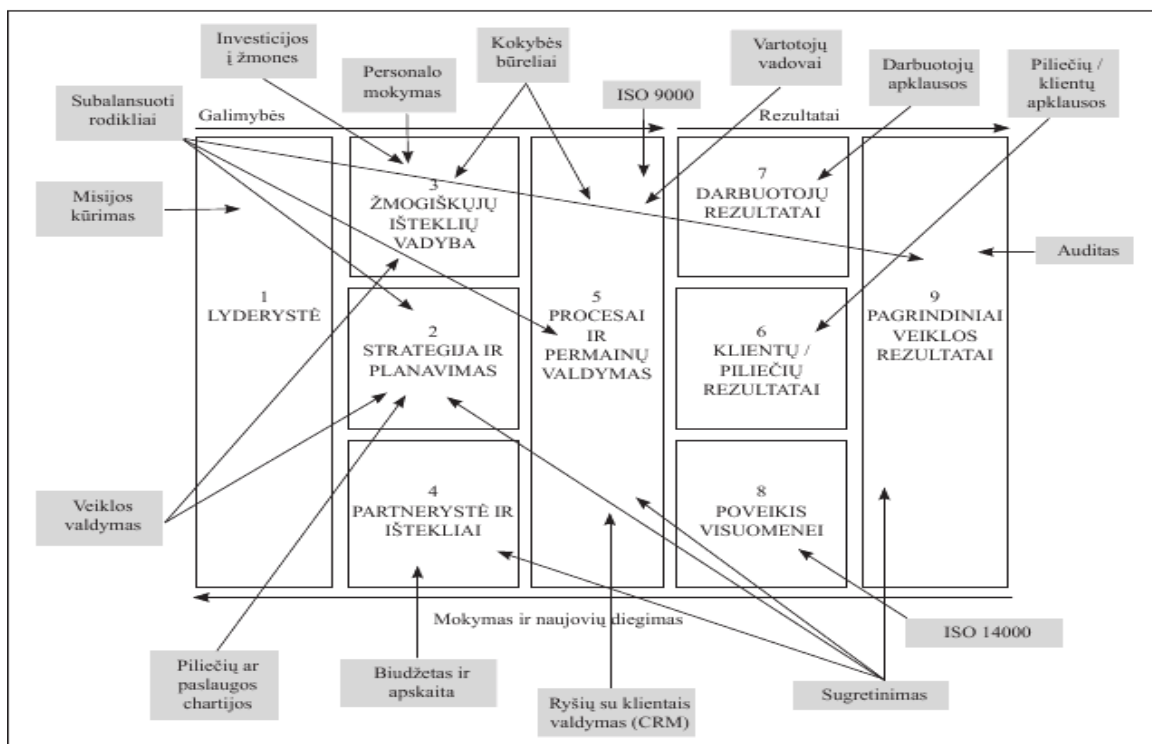 Investicijos
į žmones
Personalo
mokymas
Kokybės
būreliai
Vartotojų
vadovai
Darbuotojų
apklausos
Piliečių /
klientų
apklausos
Subalansuoti
rodikliai
ISO 9000
Galimybės
Rezultatai
Misijos
kūrimas
3
ŽMOGIŠKŲJŲ
IŠTEKLIŲ
VADYBA
7
DARBUOTOJŲ
REZULTATAI
Auditas
1
LYDERYSTĖ
2
STRATEGIJA IR
PLANAVIMAS
5
PROCESAI
IR
PERMAINŲ
VALDYMAS
6
KLIENTŲ /
PILIEČIŲ
REZULTATAI
9
PAGRINDINIAI
VEIKLOS
REZULTATAI
Veiklos
valdymas
4
PARTNERYSTĖ IR
IŠTEKLIAI
8
POVEIKIS
VISUOMENEI
Mokymas ir naujovių diegimas
ISO 14000
Piliečių ar
paslaugos
chartijos
Biudžetas ir
apskaita
Ryšių su klientais
valdymas (CRM)
Sugretinimas